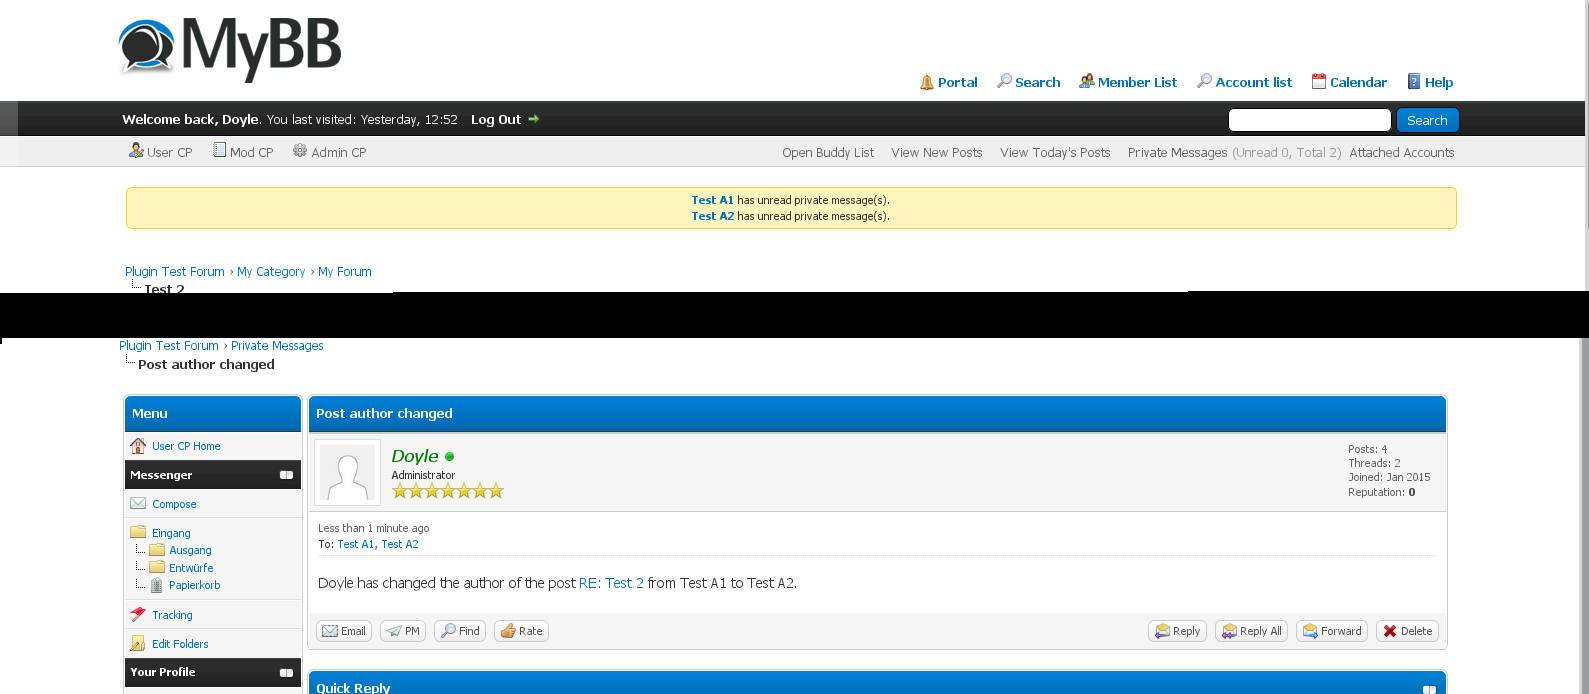 MyBB
Portal Search Member List Account list Calendar Help
Welcome back, Doyle. You last visited: Yesterday, 12:52 Log Out
Search
User CP Mod CP Admin CP
Open Buddy List View New Posts View Today's Posts Private Messages (Unread 0, Total 2) Attached Accounts
Test A1 has unread private message(s).
Test A2 has unread private message(s).
Plugin Test Forum › My Category › My Forum
Test 2
Plugin Test Forum › Private Messages
Post author changed
Menu
User CP Home
Messenger
Compose
Eingang
Ausgang
Entwürfe
Papierkorb
Tracking
Edit Folders
Your Profile
Post author changed
Doyle
Administrator
Posts: 4
Threads: 2
Joined: Jan 2015
Reputation: 0
Less than 1 minute ago
To: Test A1, Test A2
Doyle has changed the author of the post RE: Test 2 from Test A1 to Test A2.
Email PM Find Rate
Reply Reply All Forward Delete
Quick Reply